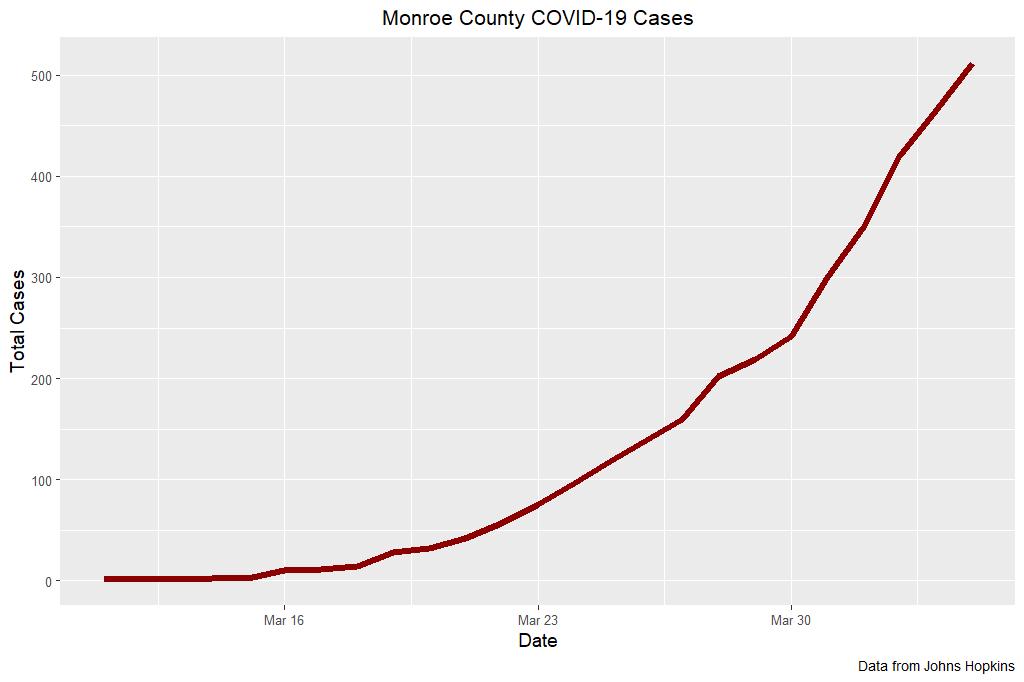 Monroe County COVID-19 Cases
Total Cases
500
400
300
200
100
0
Mar 16 Mar 23 Mar 30
Date
Data from Johns Hopkins